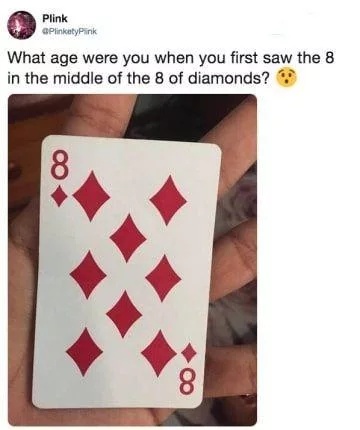 Plink
@PlinketyPlink
What age were you when you first saw the 8
in the middle of the 8 of diamonds? 😯
8
8